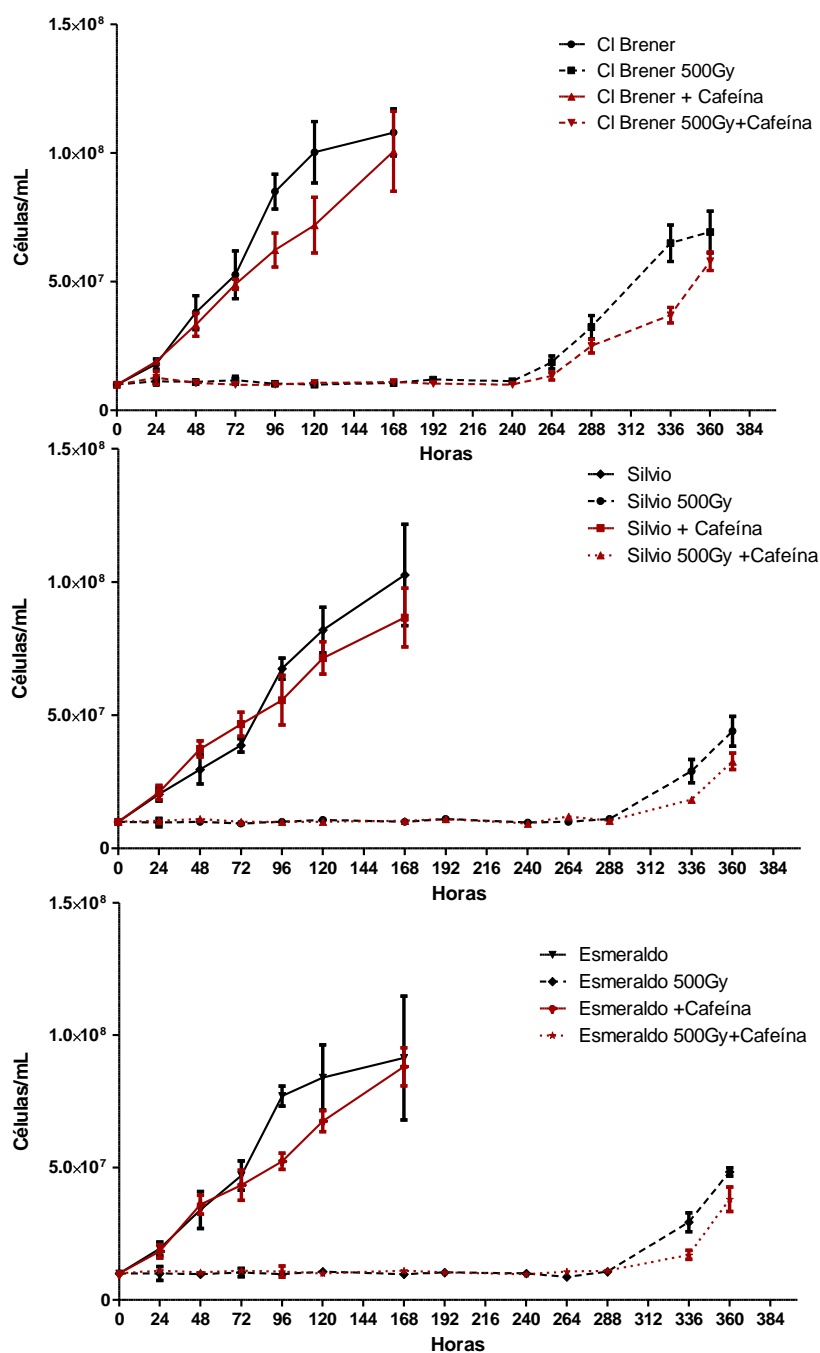 1.5×10⁸
1.0×10⁸
5.0×10⁷
0
Células/mL
Cl Brener
Cl Brener 500Gy
Cl Brener + Cafeína
Cl Brener 500Gy+Cafeína
0 24 48 72 96 120 144 168 192 216 240 264 288 312 336 360 384
Horas
1.5×10⁸
1.0×10⁸
5.0×10⁷
0
Células/mL
Silvio
Silvio 500Gy
Silvio + Cafeína
Silvio 500Gy +Cafeína
0 24 48 72 96 120 144 168 192 216 240 264 288 312 336 360 384
Horas
1.5×10⁸
1.0×10⁸
5.0×10⁷
0
Células/mL
Esmeraldo
Esmeraldo 500Gy
Esmeraldo +Cafeína
Esmeraldo 500Gy+Cafeína
0 24 48 72 96 120 144 168 192 216 240 264 288 312 336 360 384
Horas